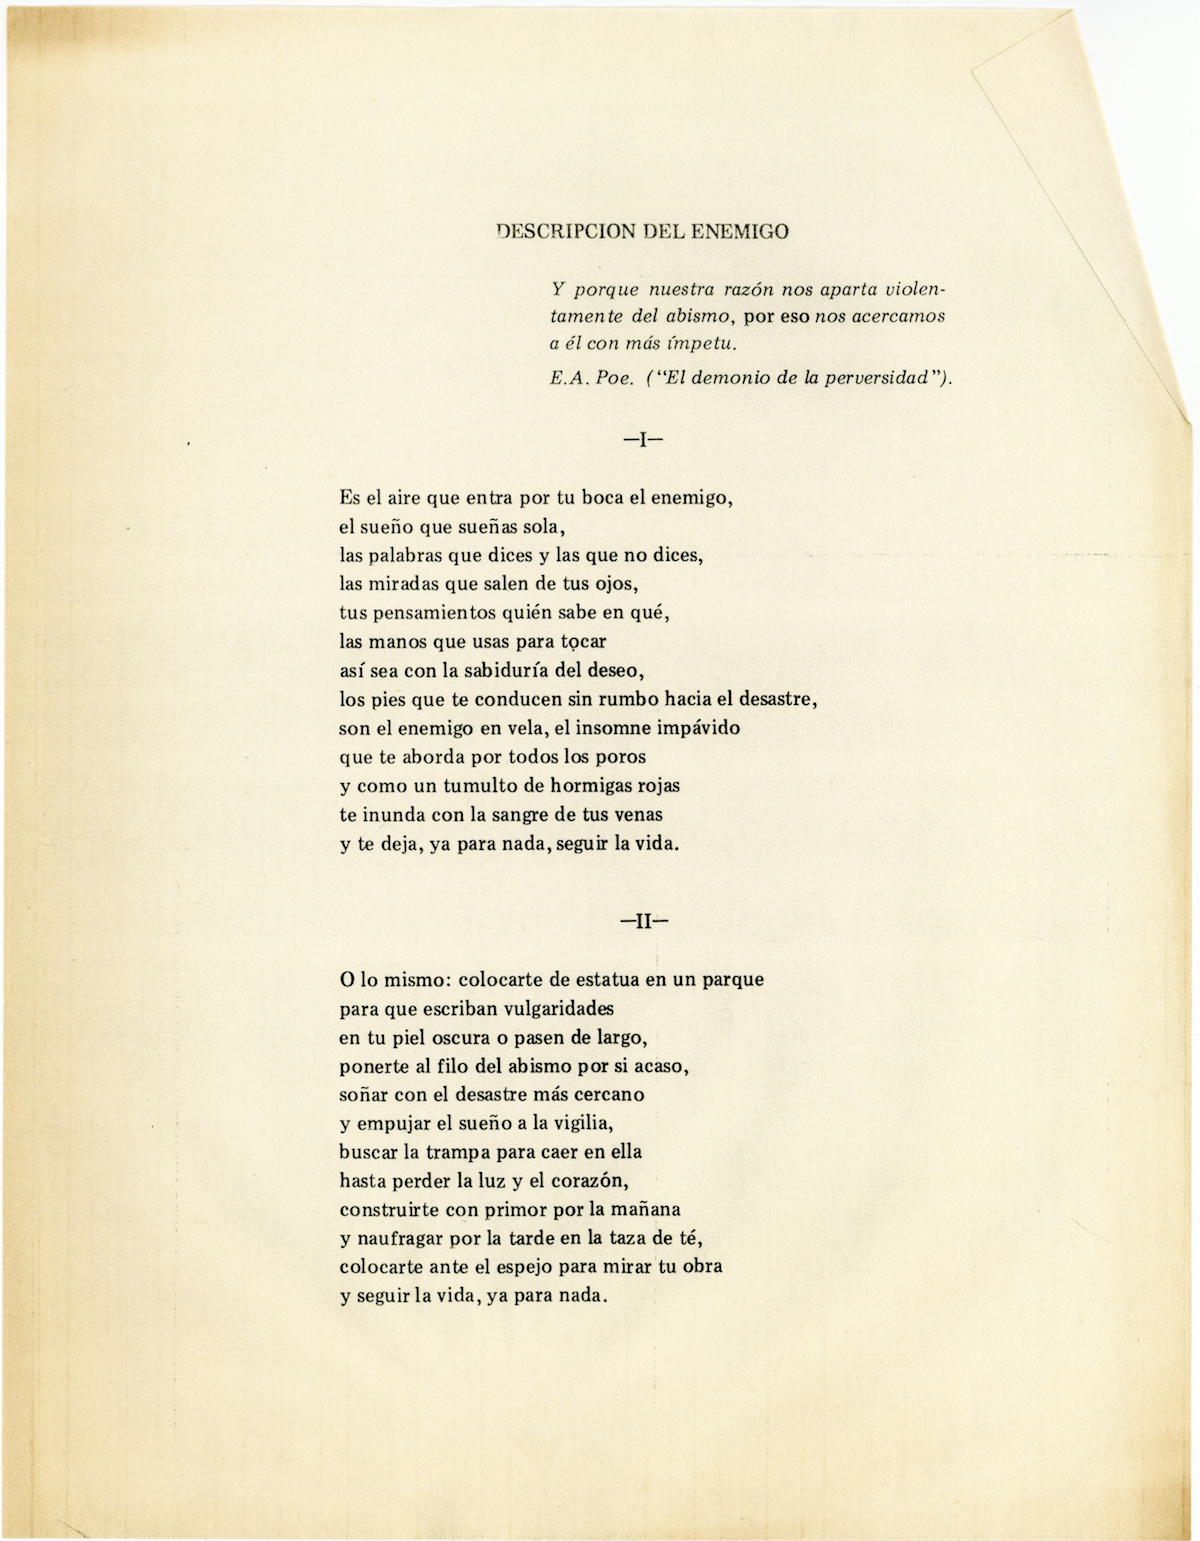 DESCRIPCION DEL ENEMIGO
Y porque nuestra razón nos aparta violen-
tamente del abismo, por eso nos acercamos
a él con más ímpetu.
E.A. Poe. ("El demonio de la perversidad").
—I—
Es el aire que entra por tu boca el enemigo,
el sueño que sueñas sola,
las palabras que dices y las que no dices,
las miradas que salen de tus ojos,
tus pensamientos quién sabe en qué,
las manos que usas para tocar
así sea con la sabiduría del deseo,
los pies que te conducen sin rumbo hacia el desastre,
son el enemigo en vela, el insomne impávido
que te aborda por todos los poros
y como un tumulto de hormigas rojas
te inunda con la sangre de tus venas
y te deja, ya para nada, seguir la vida.
—II—
O lo mismo: colocarte de estatua en un parque
para que escriban vulgaridades
en tu piel oscura o pasen de largo,
ponerte al filo del abismo por si acaso,
soñar con el desastre más cercano
y empujar el sueño a la vigilia,
buscar la trampa para caer en ella
hasta perder la luz y el corazón,
construirte con primor por la mañana
y naufragar por la tarde en la taza de té,
colocarte ante el espejo para mirar tu obra
y seguir la vida, ya para nada.